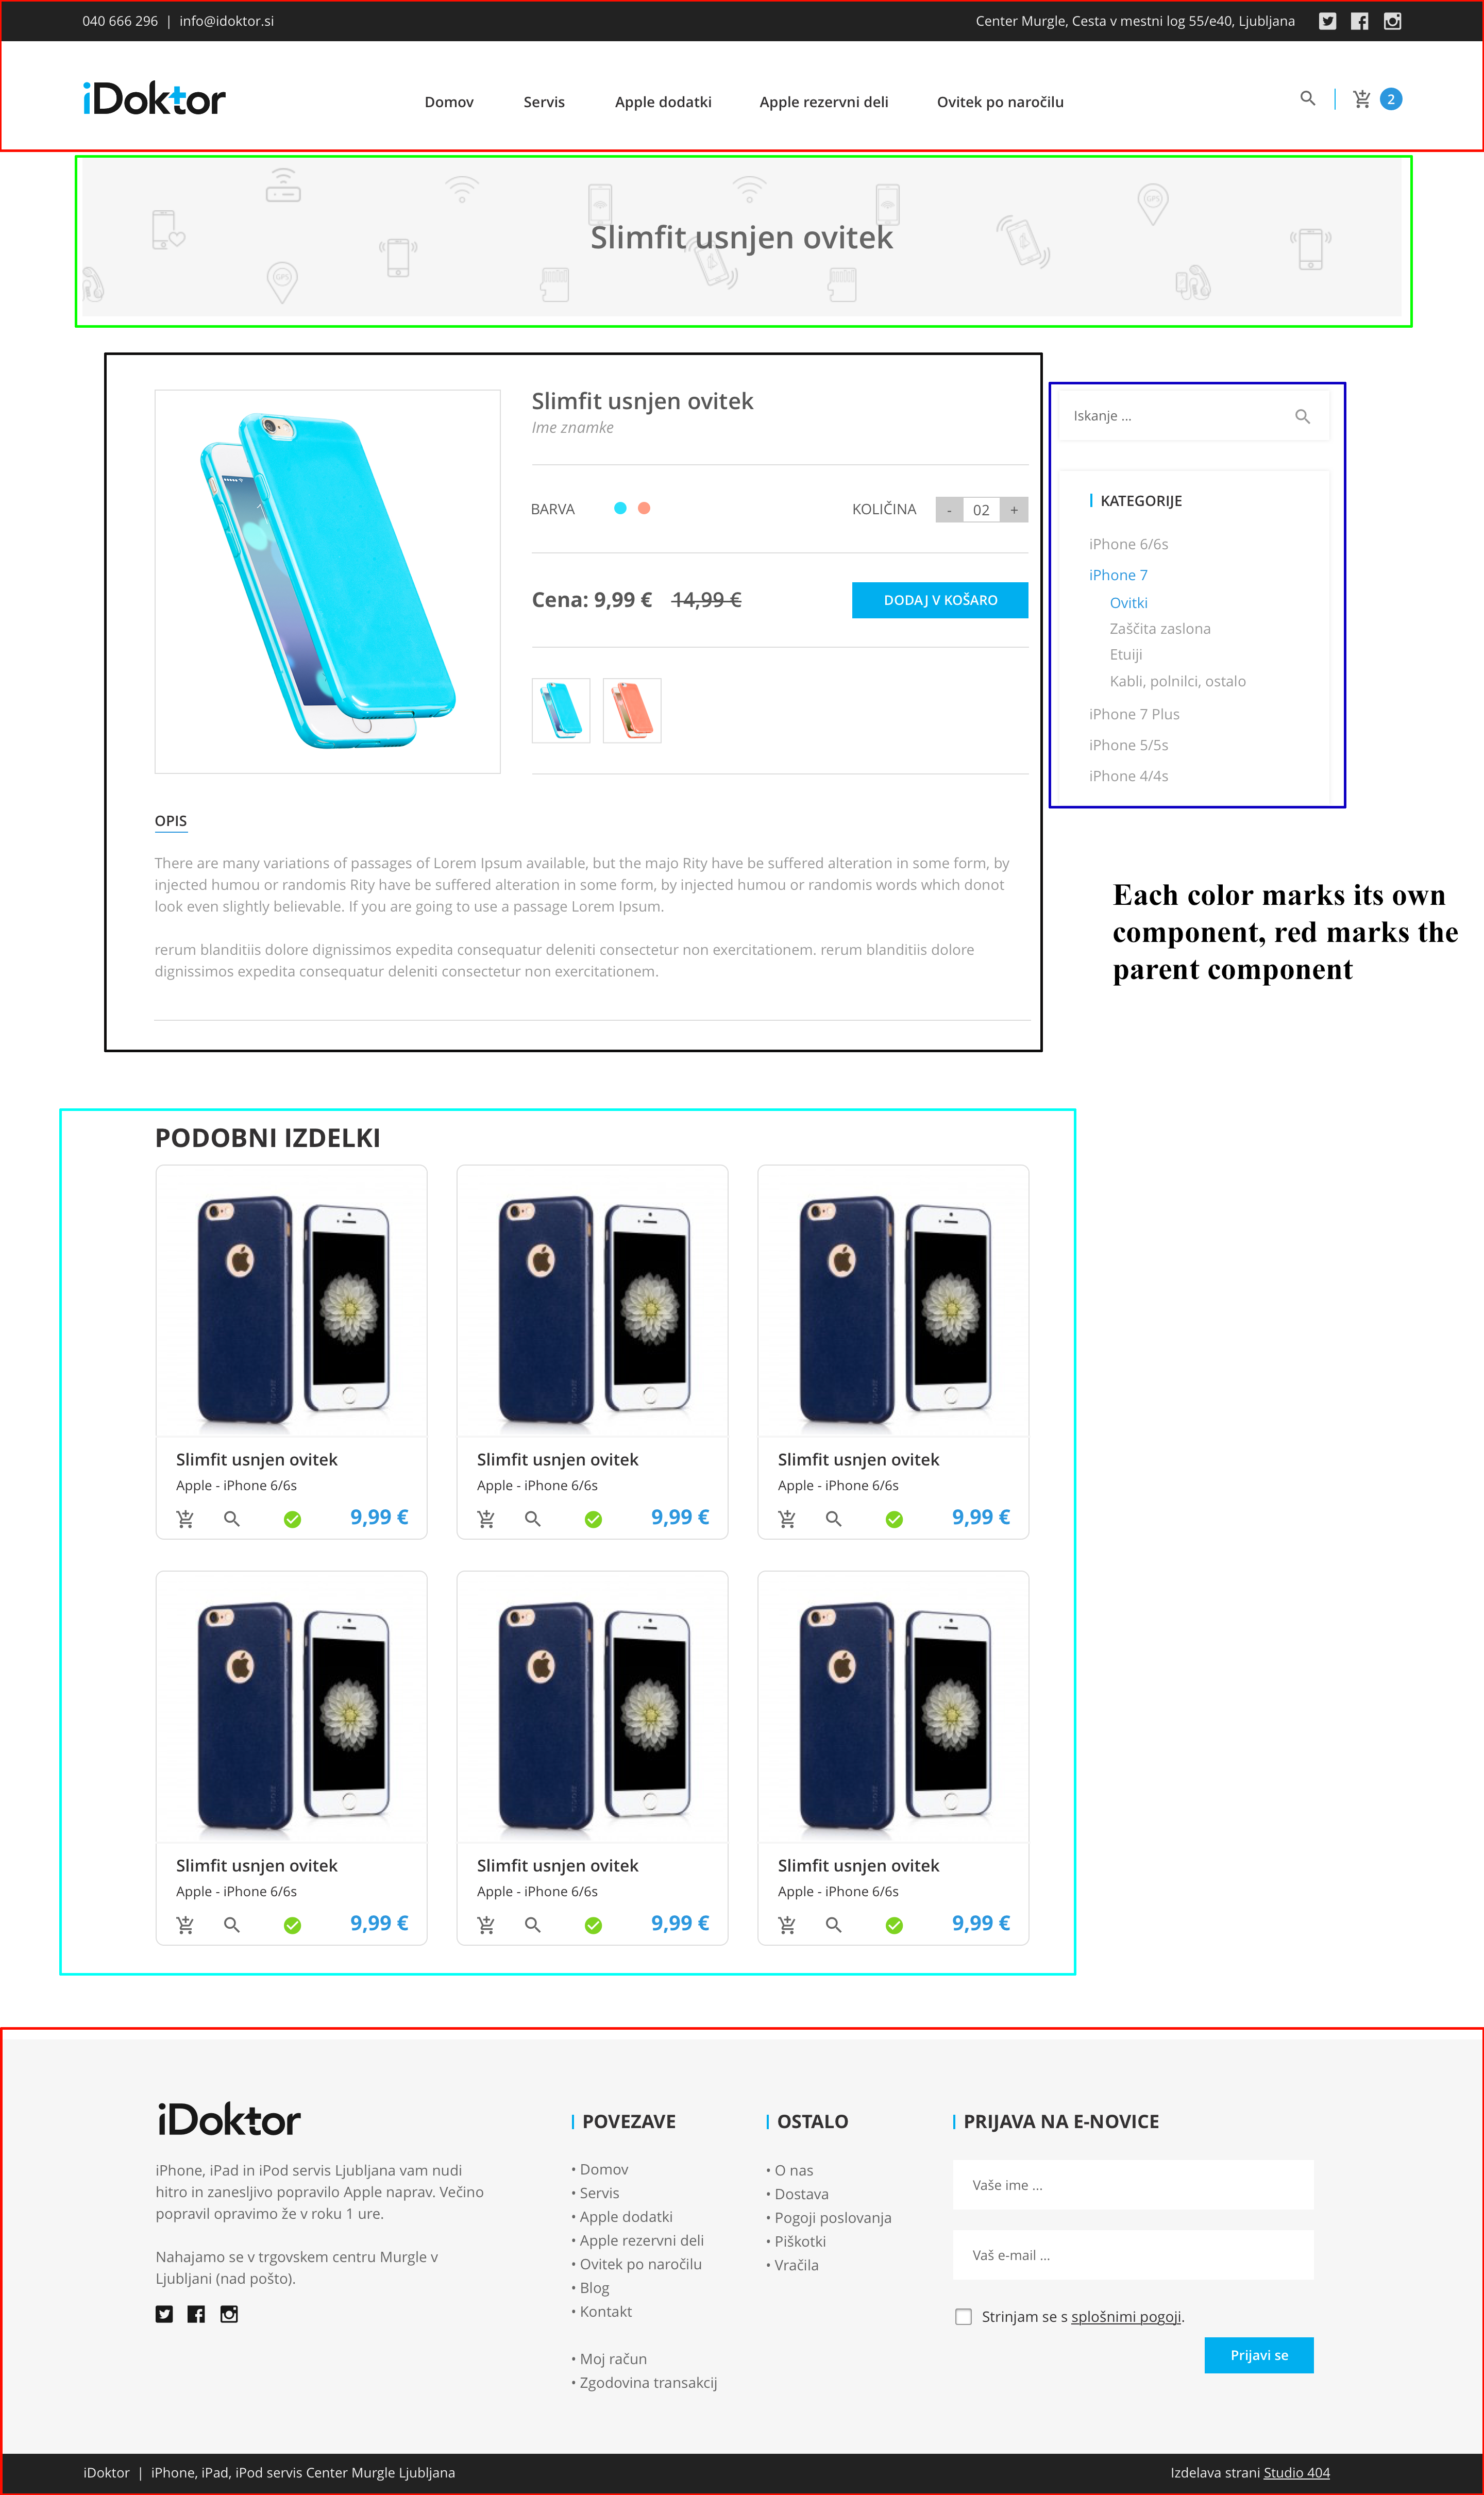 040 666 296 | info@idoktor.si
Center Murgle, Cesta v mestni log 55/e40, Ljubljana
iDoktor
Domov
Servis
Apple dodatki
Apple rezervni deli
Ovitek po naročilu
2
Slimfit usnjen ovitek
Slimfit usnjen ovitek
Ime znamke
BARVA
KOLIČINA
- 02 +
Cena: 9,99 € 14,99 €
DODAJ V KOŠARO
OPIS
There are many variations of passages of Lorem Ipsum available, but the majo Rity have be suffered alteration in some form, by
injected humou or randomis Rity have be suffered alteration in some form, by injected humou or randomis words which donot
look even slightly believable. If you are going to use a passage Lorem Ipsum.
rerum blanditiis dolore dignissimos expedita consequatur deleniti consectetur non exercitationem. rerum blanditiis dolore
dignissimos expedita consequatur deleniti consectetur non exercitationem.
Iskanje ...
KATEGORIJE
iPhone 6/6s
iPhone 7
Ovitki
Zaščita zaslona
Etuiji
Kabli, polnilci, ostalo
iPhone 7 Plus
iPhone 5/5s
iPhone 4/4s
Each color marks its own
component, red marks the
parent component
PODOBNI IZDELKI
Slimfit usnjen ovitek
Apple - iPhone 6/6s
9,99 €
Slimfit usnjen ovitek
Apple - iPhone 6/6s
9,99 €
Slimfit usnjen ovitek
Apple - iPhone 6/6s
9,99 €
Slimfit usnjen ovitek
Apple - iPhone 6/6s
9,99 €
Slimfit usnjen ovitek
Apple - iPhone 6/6s
9,99 €
Slimfit usnjen ovitek
Apple - iPhone 6/6s
9,99 €
iDoktor
iPhone, iPad in iPod servis Ljubljana vam nudi
hitro in zanesljivo popravilo Apple naprav. Večino
popravil opravimo že v roku 1 ure.
Nahajamo se v trgovskem centru Murgle v
Ljubljani (nad pošto).
POVEZAVE
• Domov
• Servis
• Apple dodatki
• Apple rezervni deli
• Ovitek po naročilu
• Blog
• Kontakt
• Moj račun
• Zgodovina transakcij
OSTALO
• O nas
• Dostava
• Pogoji poslovanja
• Piškotki
• Vračila
PRIJAVA NA E-NOVICE
Vaše ime ...
Vaš e-mail ...
Strinjam se s splošnimi pogoji.
Prijavi se
iDoktor | iPhone, iPad, iPod servis Center Murgle Ljubljana
Izdelava strani Studio 404